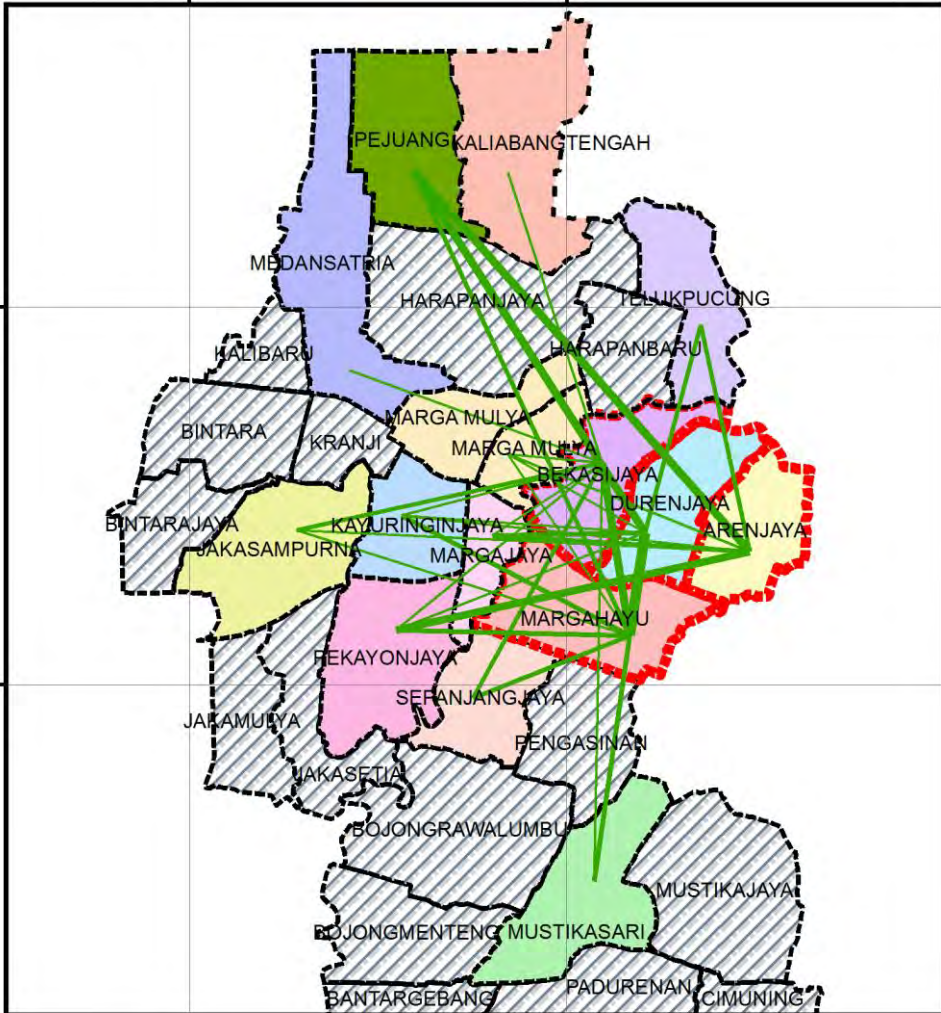 PEJUANG
KALIABANGTENGAH
MEDANSATRIA
HARAPANJAYA
TELUKPUCUNG
KALIBARU
HARAPANBARU
MARGA MULYA
BINTARA
KRANJI
MARGA MULYA
BEKASIJAYA
DURENJAYA
BINTARAJAYA
KAYURINGINJAYA
ARENJAYA
JAKASAMPURNA
MARGAJAYA
MARGAHAYU
PEKAYONJAYA
SEPANJANGJAYA
JAKAMULYA
PENGASINAN
JAKASETIA
BOJONGRAWALUMBU
MUSTIKAJAYA
BOJONGMENTENG
MUSTIKASARI
PADURENAN
BANTARGEBANG
CIMUNING